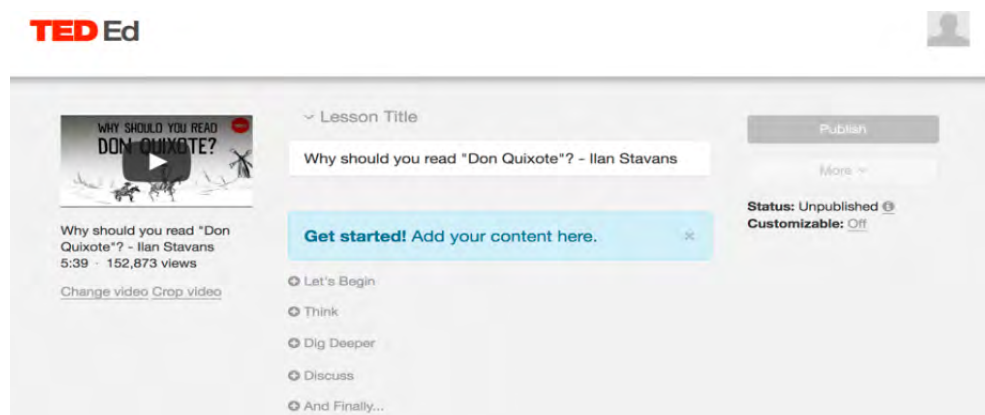 TED Ed
WHY SHOULD YOU READ
DON QUIXOTE?
Why should you read "Don
Quixote"? - Ilan Stavans
5:39 · 152,873 views
Change video Crop video
Lesson Title
Why should you read "Don Quixote"? - Ilan Stavans
Get started! Add your content here. ×
Let's Begin
Think
Dig Deeper
Discuss
And Finally...
Publish
More
Status: Unpublished
Customizable: Off